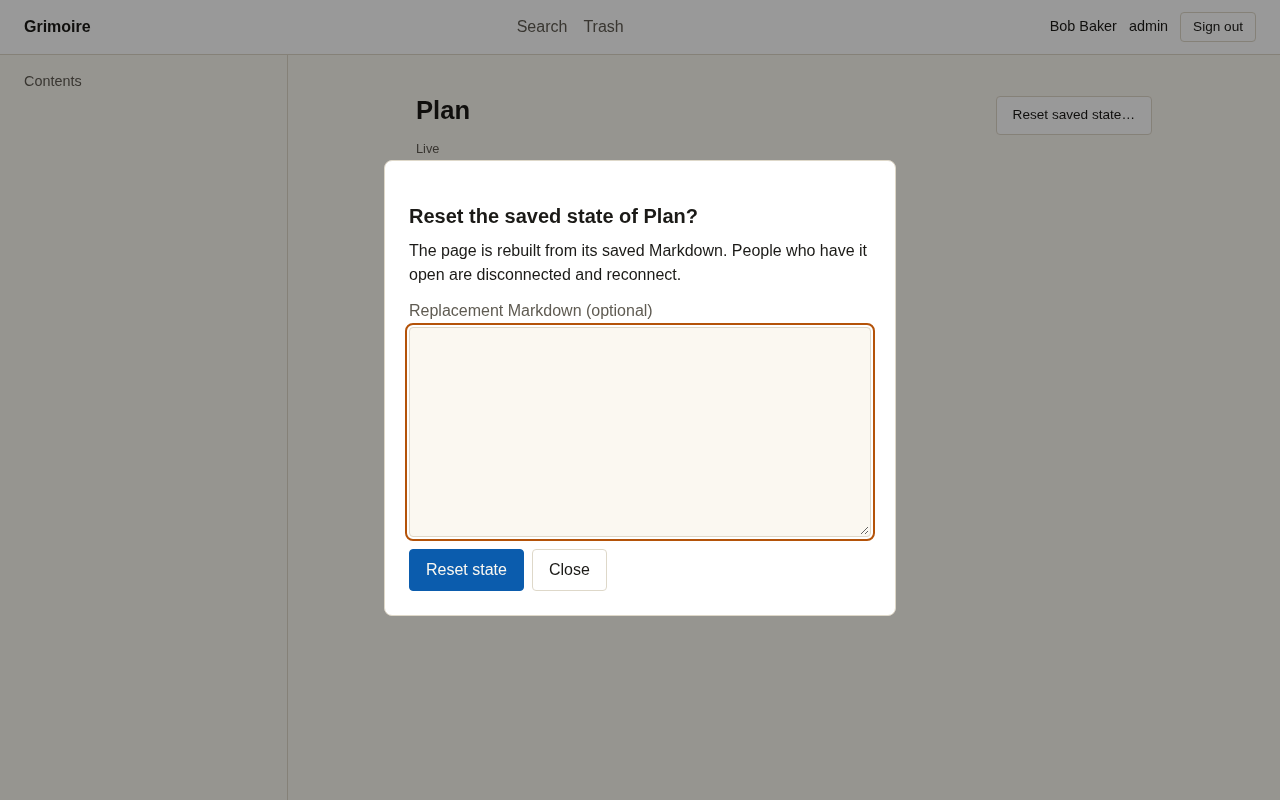 Grimoire
Search
Trash
Bob Baker
admin
Sign out
Contents
Plan
Reset saved state…
Live
Reset the saved state of Plan?
The page is rebuilt from its saved Markdown. People who have it
open are disconnected and reconnect.
Replacement Markdown (optional)
Reset state
Close